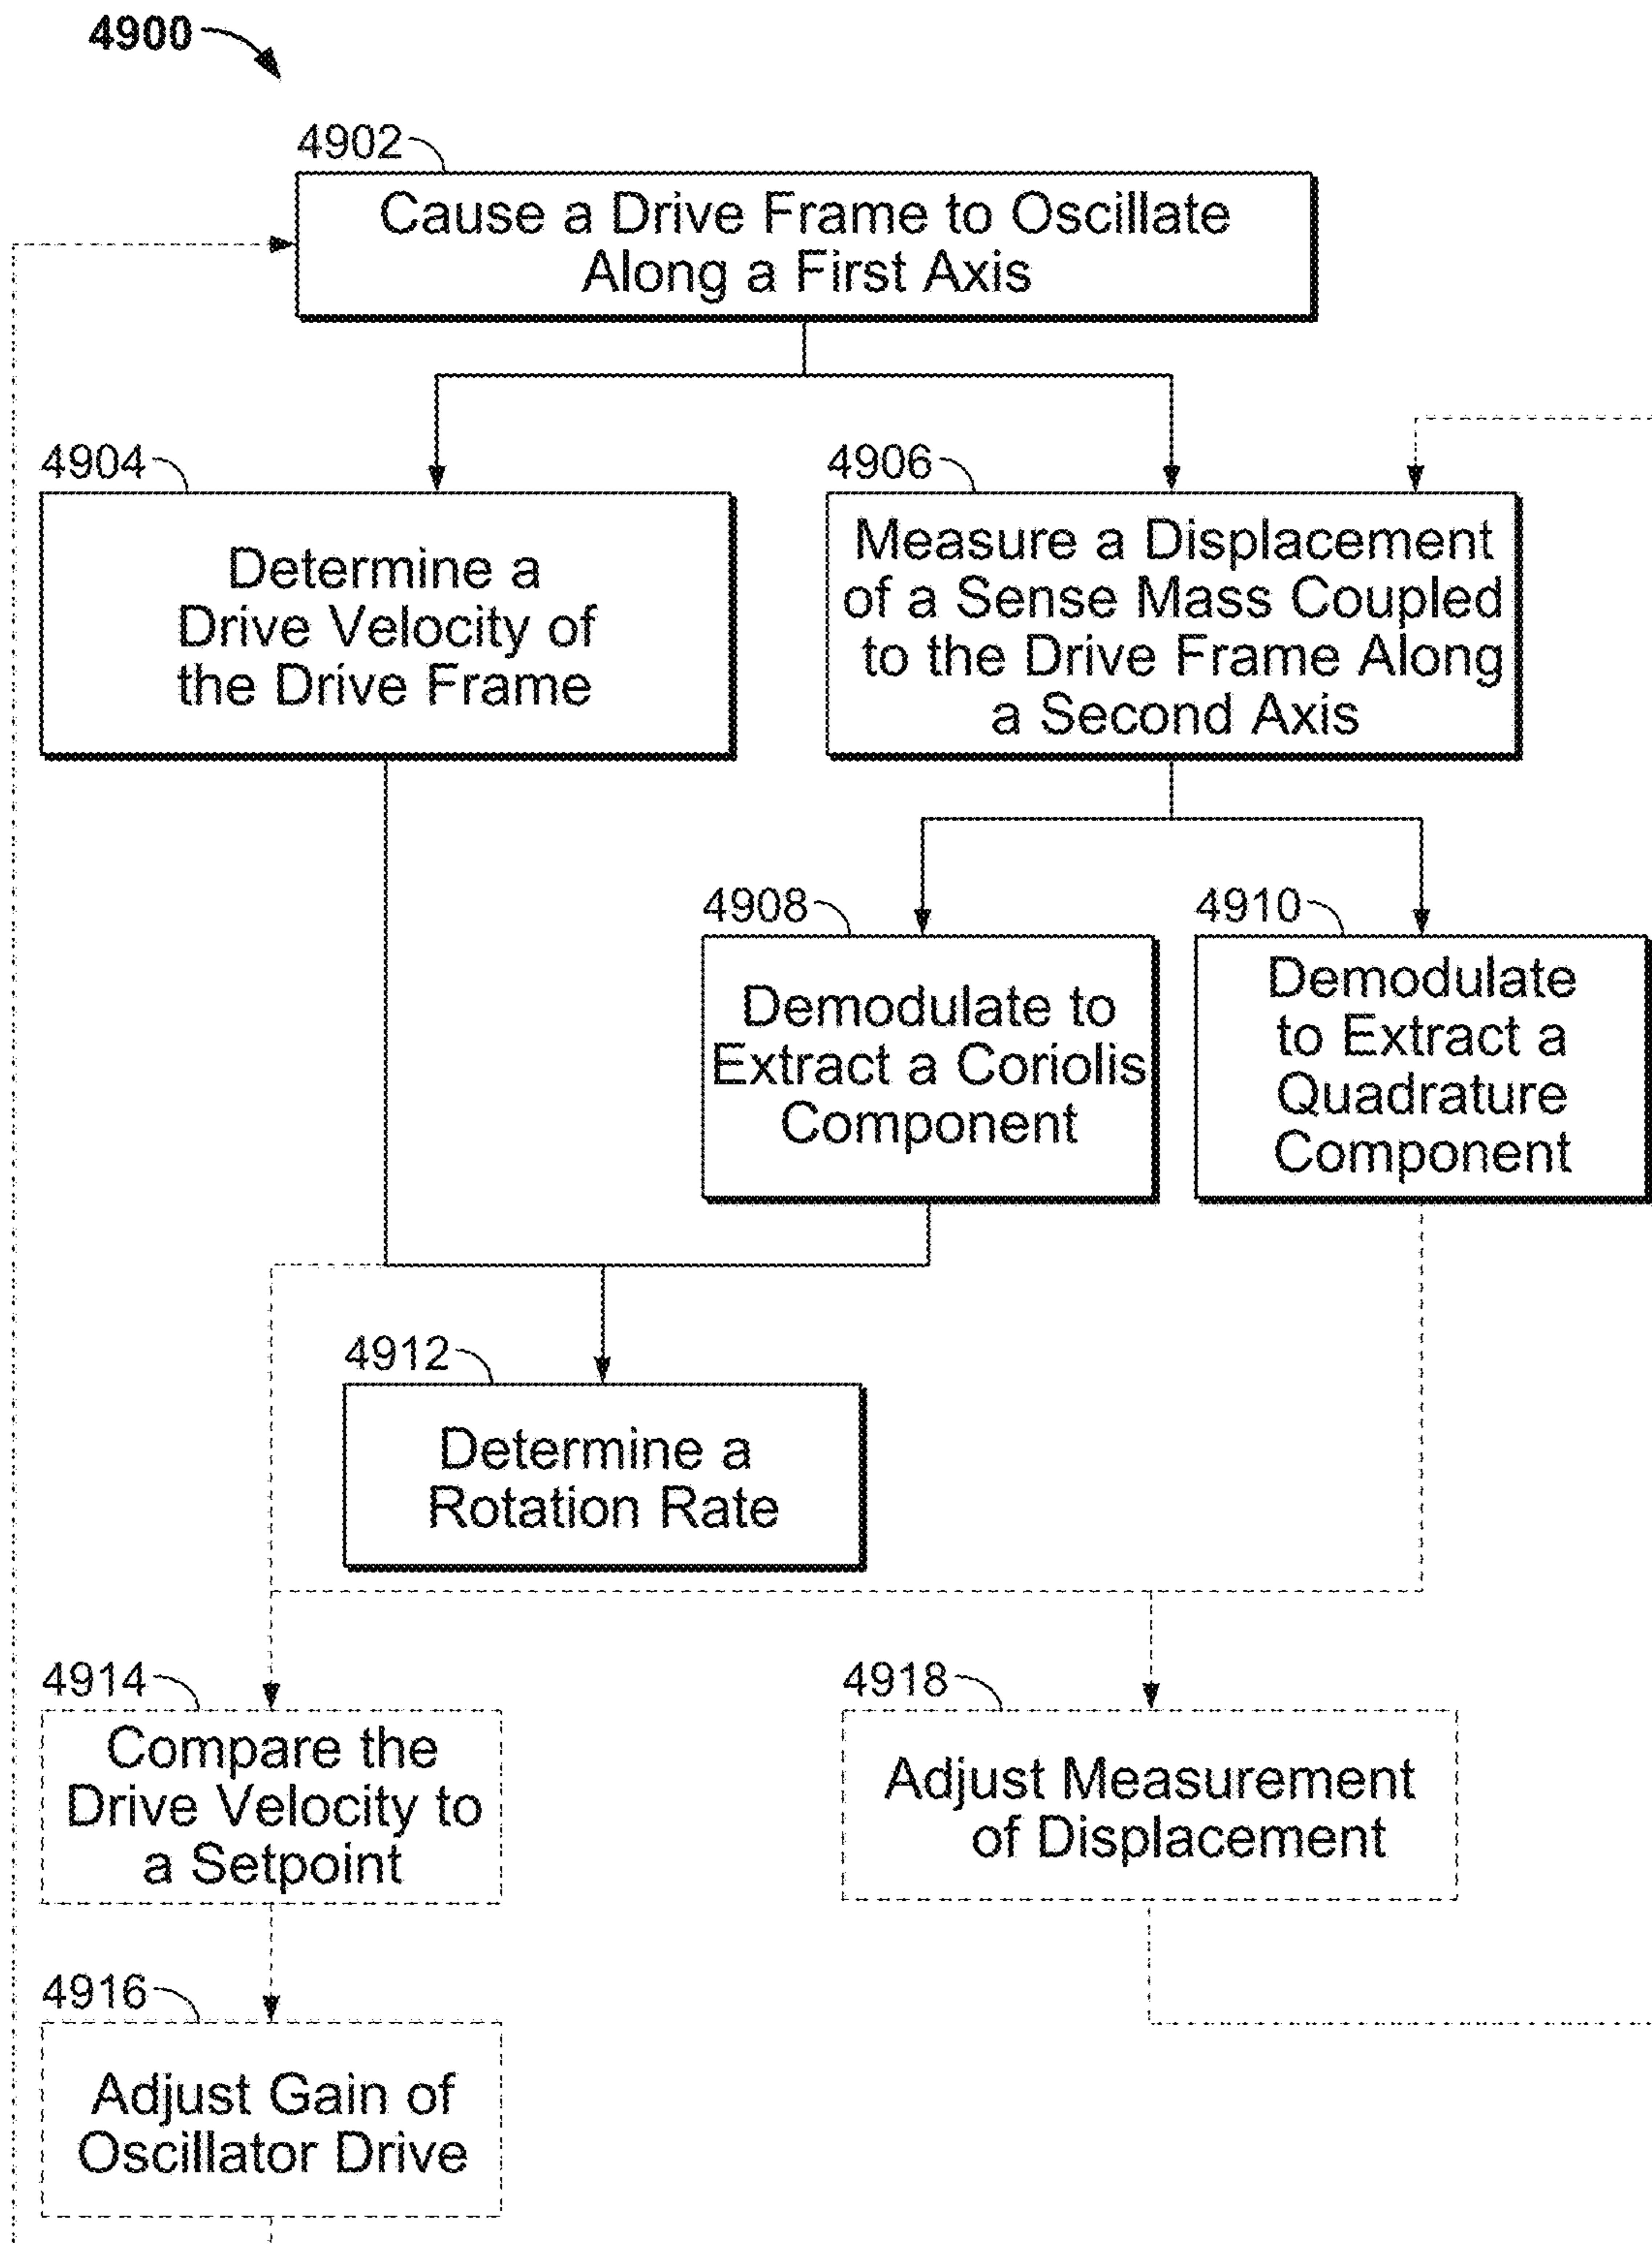 4900
4902
Cause a Drive Frame to Oscillate
Along a First Axis
4904
Determine a
Drive Velocity of
the Drive Frame
4906
Measure a Displacement
of a Sense Mass Coupled
to the Drive Frame Along
a Second Axis
4908
Demodulate to
Extract a Coriolis
Component
4910
Demodulate
to Extract a
Quadrature
Component
4912
Determine a
Rotation Rate
4914
Compare the
Drive Velocity to
a Setpoint
4918
Adjust Measurement
of Displacement
4916
Adjust Gain of
Oscillator Drive